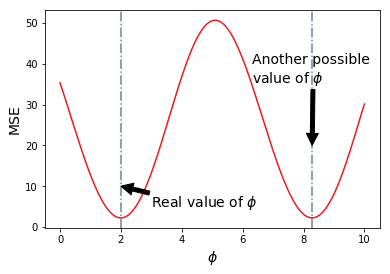 50
40
30
20
10
0
MSE
Another possible
value of ϕ
Real value of ϕ
0 2 4 6 8 10
ϕ